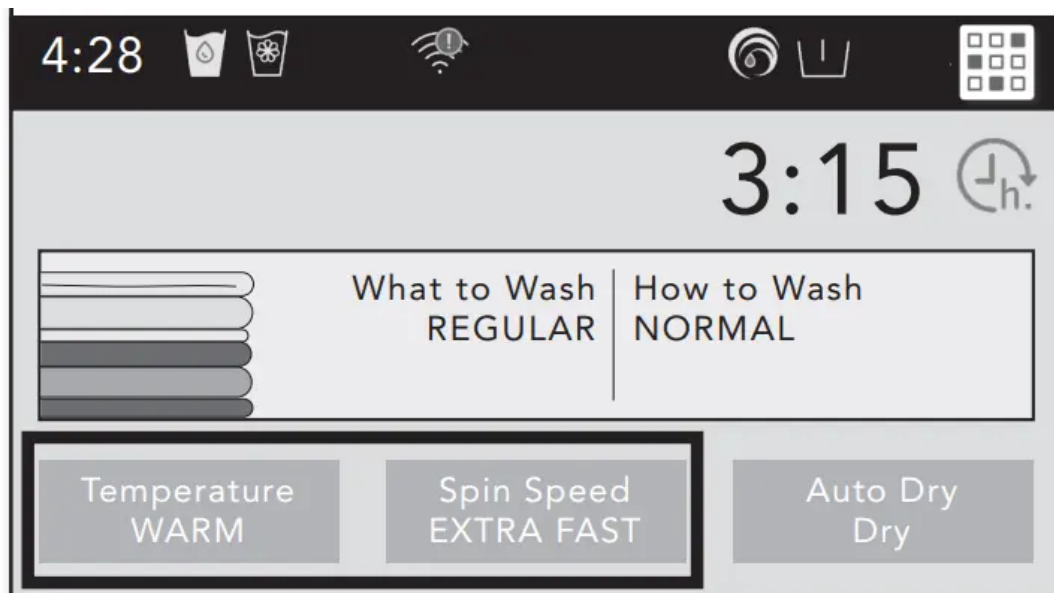 4:28
3:15 h.
What to Wash
REGULAR
How to Wash
NORMAL
Temperature
WARM
Spin Speed
EXTRA FAST
Auto Dry
Dry